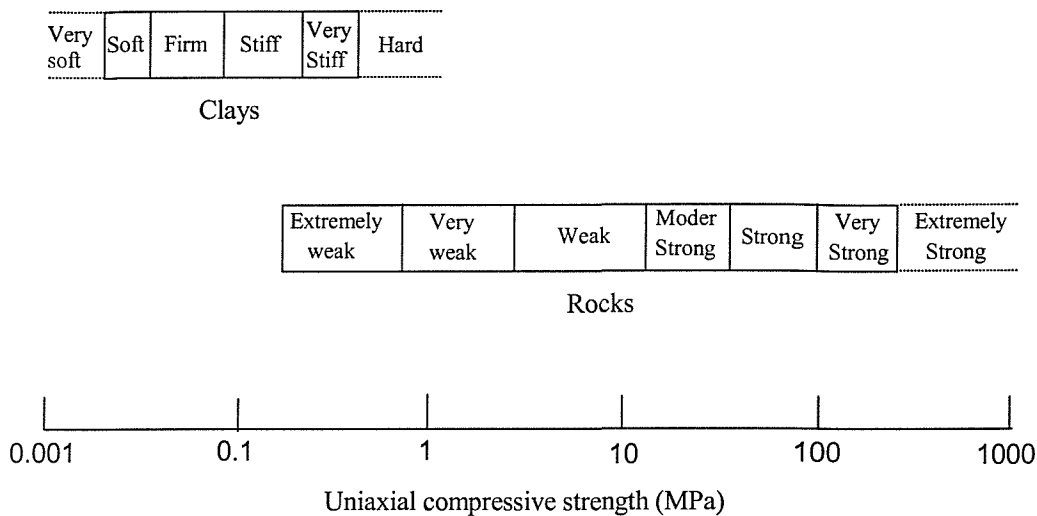 Very soft
Soft
Firm
Stiff
Very Stiff
Hard
Clays
Extremely weak
Very weak
Weak
Moder Strong
Strong
Very Strong
Extremely Strong
Rocks
0.001 0.1 1 10 100 1000
Uniaxial compressive strength (MPa)